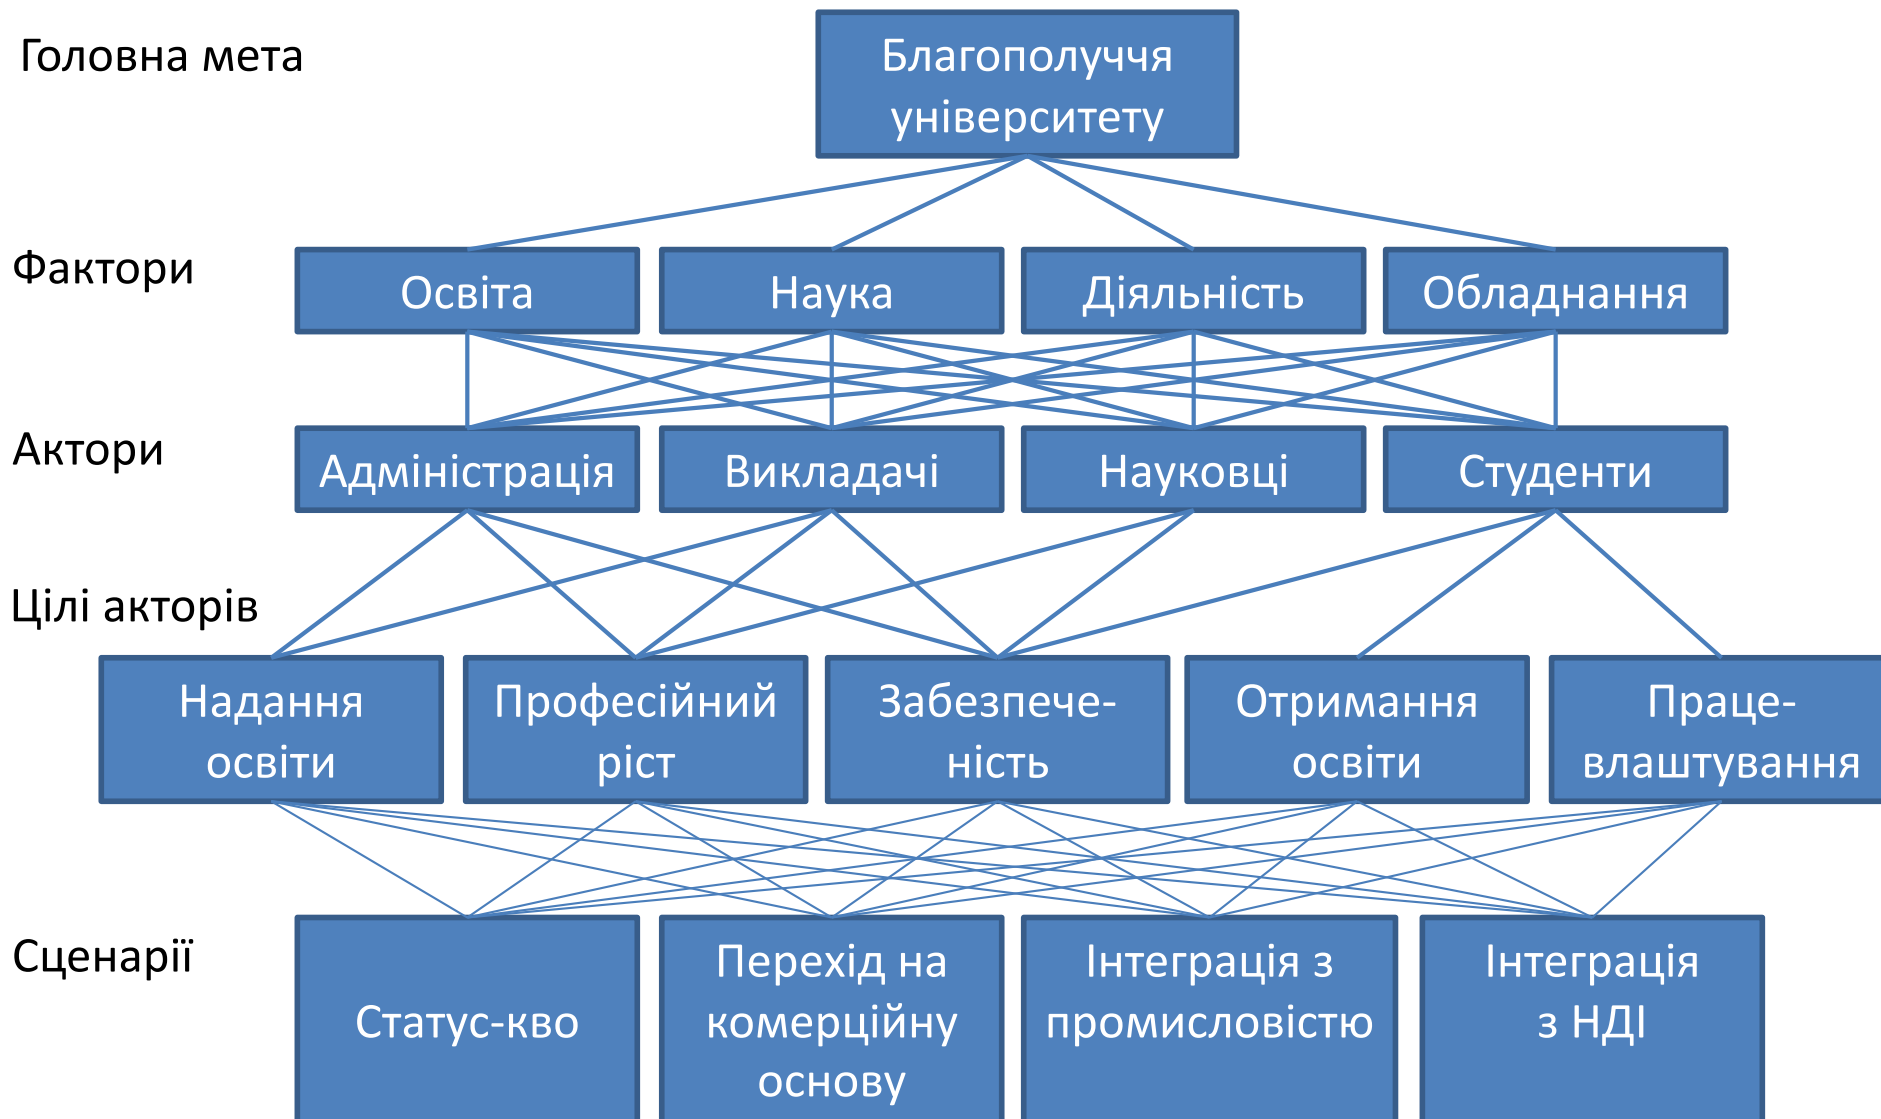 Головна мета
Благополуччя
університету
Фактори
Освіта
Наука
Діяльність
Обладнання
Актори
Адміністрація
Викладачі
Науковці
Студенти
Цілі акторів
Надання
освіти
Професійний
ріст
Забезпече-
ність
Отримання
освіти
Праце-
влаштування
Сценарії
Статус-кво
Перехід на
комерційну
основу
Інтеграція з
промисловістю
Інтеграція
з НДІ